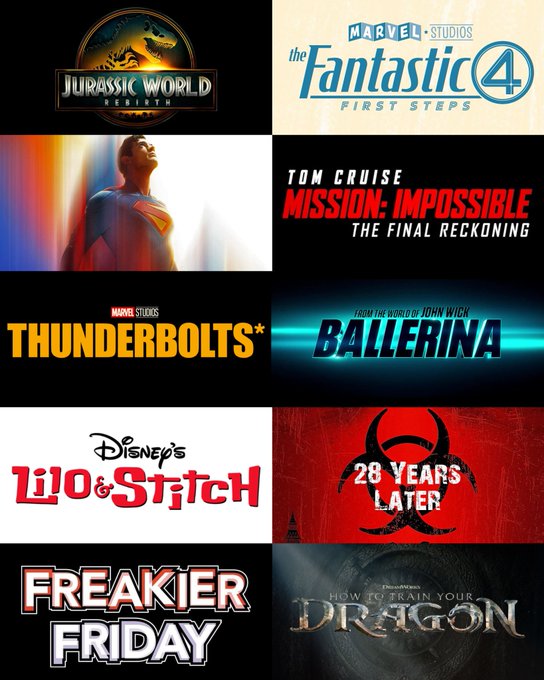 JURASSIC WORLD
REBIRTH
MARVEL STUDIOS
the Fantastic 4
FIRST STEPS
TOM CRUISE
MISSION: IMPOSSIBLE
THE FINAL RECKONING
MARVEL STUDIOS
THUNDERBOLTS*
FROM THE WORLD OF JOHN WICK
BALLERINA
Disney's
Lilo & Stitch
28 YEARS
LATER
FREAKIER
FRIDAY
DREAMWORKS
HOW TO TRAIN YOUR
DRAGON